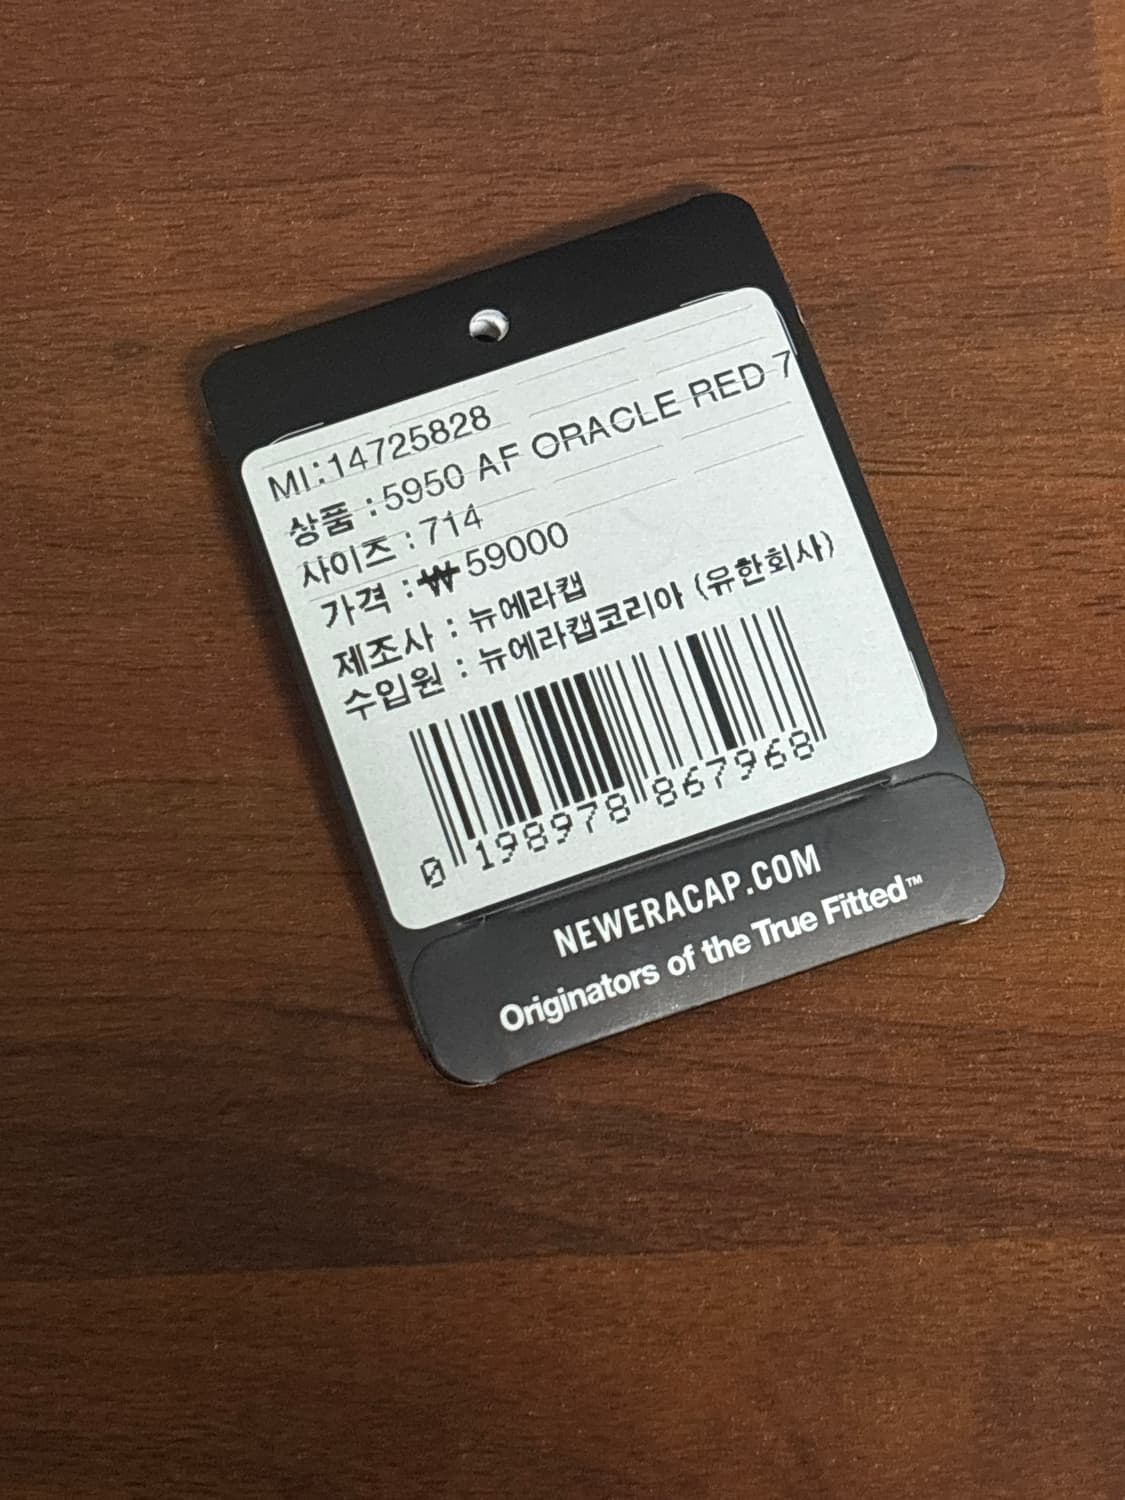 MI:14725828
상품 : 5950 AF ORACLE RED 7
사이즈 : 714
가격 : ₩ 59000
제조사 : 뉴에라캡
수입원 : 뉴에라캡코리아 (유한회사)
0 198978 867968
NEWERACAP.COM
Originators of the True Fitted™